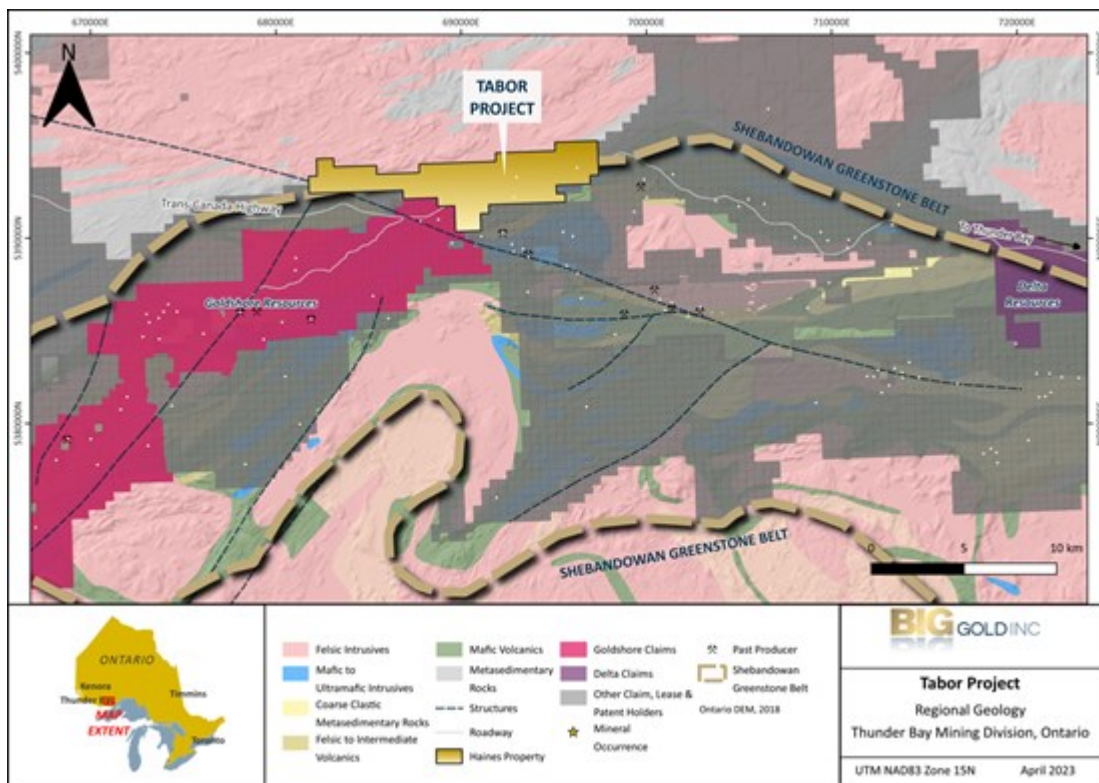 670000E 680000E 690000E 700000E 710000E 720000E
5400000N
5390000N
5380000N
N
TABOR
PROJECT
SHEBANDOWAN GREENSTONE BELT
Trans-Canada Highway
To Thunder Bay
Goldshore Resources
Delta
Resources
SHEBANDOWAN GREENSTONE BELT
0 5 10 km
ONTARIO
Kenora
Thunder Bay
Timmins
MAP
EXTENT
Toronto
Felsic Intrusives
Mafic to
Ultramafic Intrusives
Coarse Clastic
Metasedimentary Rocks
Felsic to Intermediate
Volcanics
Mafic Volcanics
Metasedimentary
Rocks
Structures
Roadway
Haines Property
Goldshore Claims
Delta Claims
Other Claim, Lease &
Patent Holders
Mineral
Occurrence
Past Producer
Shebandowan
Greenstone Belt
Ontario DEM, 2018
BIG GOLD INC
Tabor Project
Regional Geology
Thunder Bay Mining Division, Ontario
UTM NAD83 Zone 15N April 2023